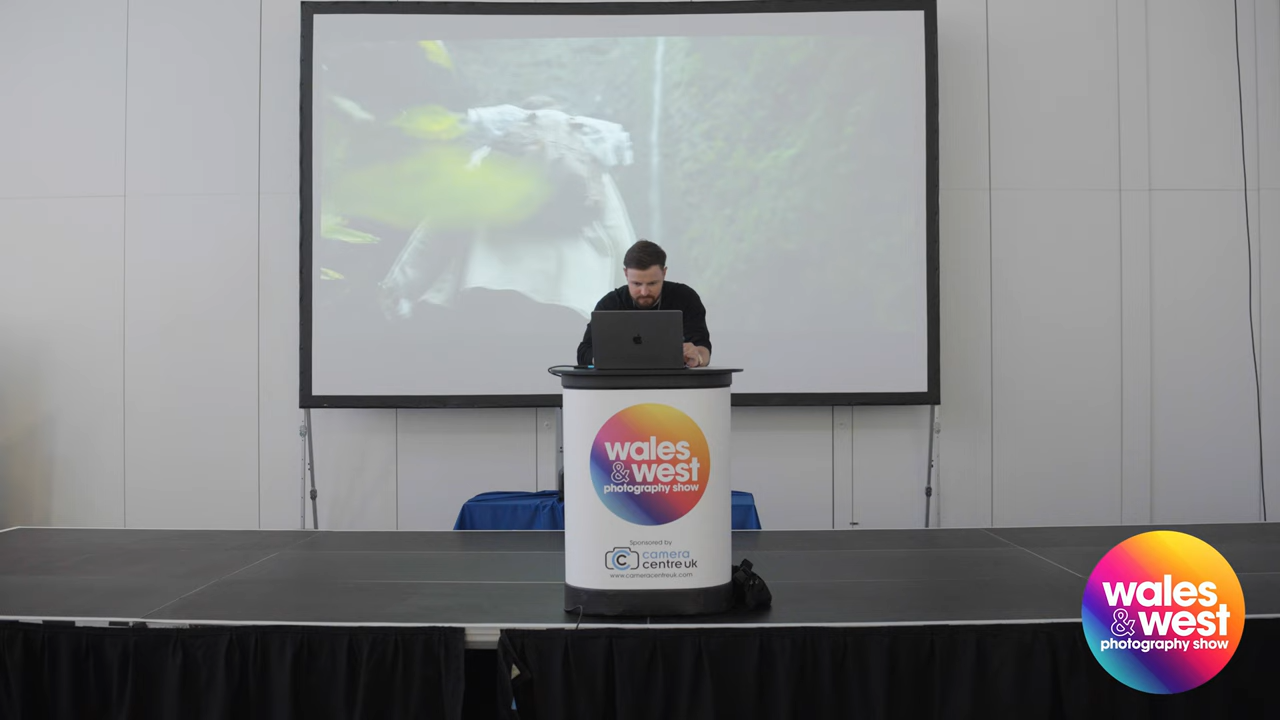 wales
& west
photography show
Sponsored by
camera
centre uk
www.cameracentreuk.com
wales
& west
photography show